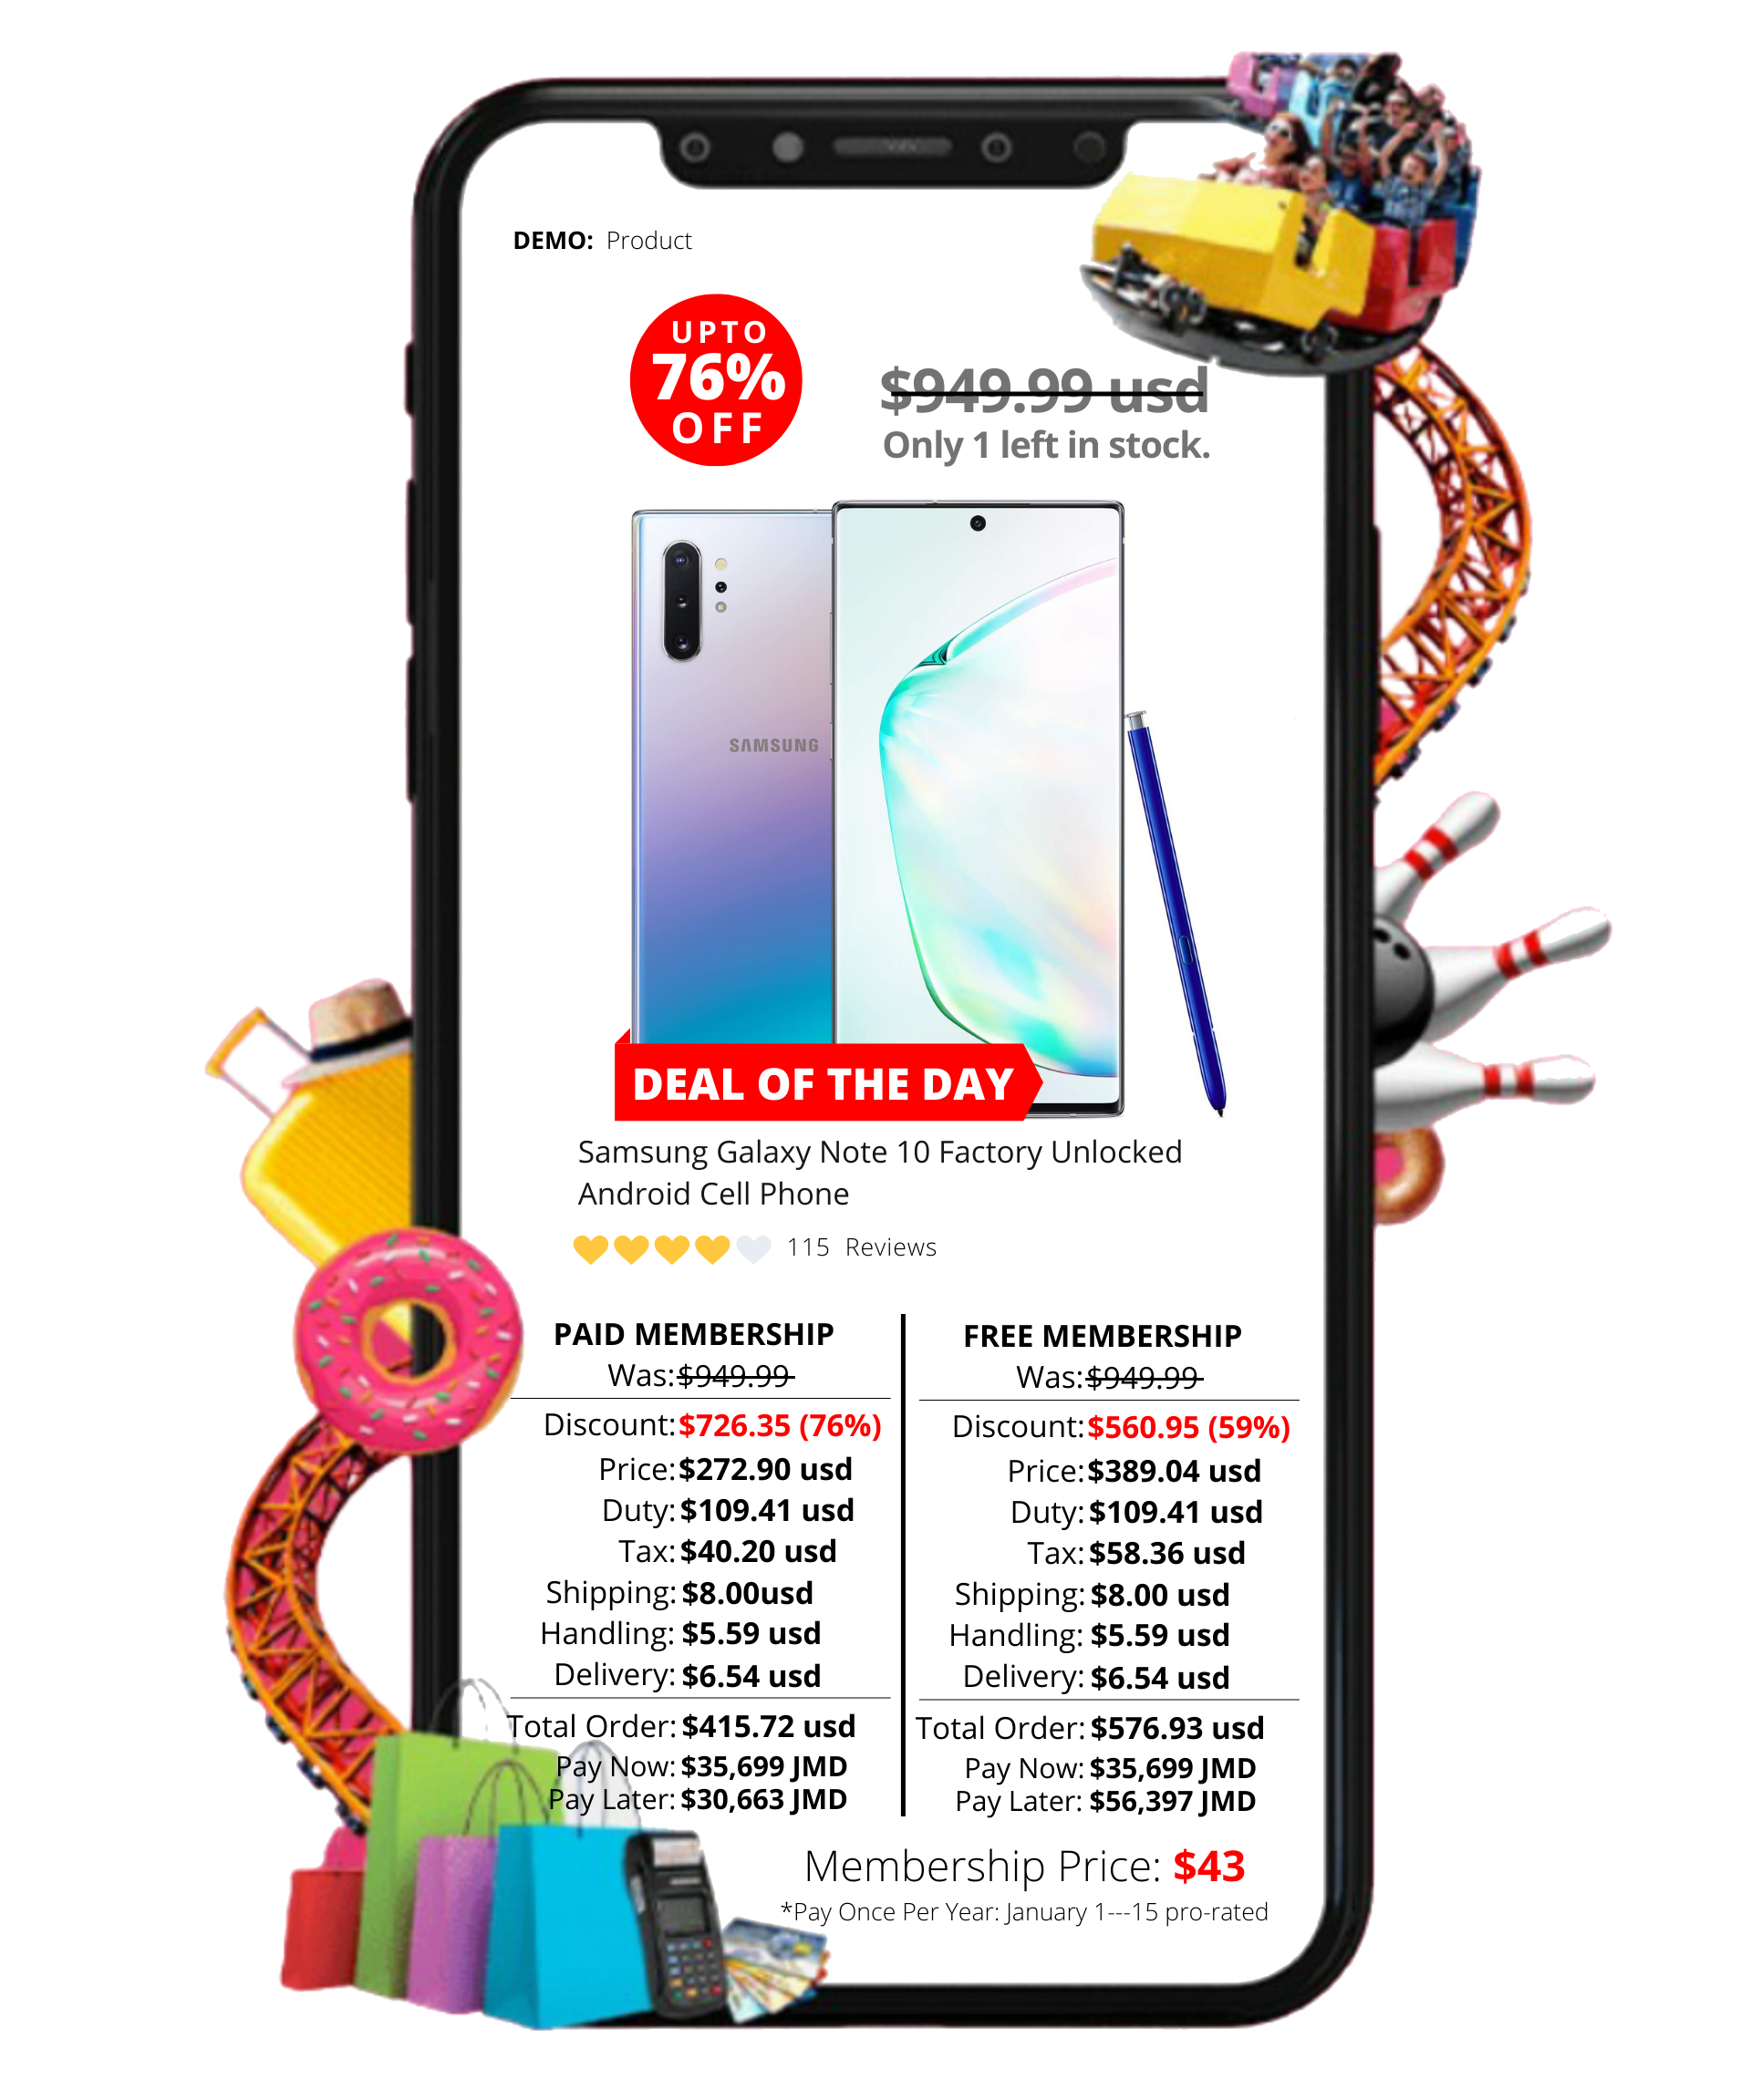 DEMO: Product
UPTO
76%
OFF
$949.99 usd
Only 1 left in stock.
SAMSUNG
DEAL OF THE DAY
Samsung Galaxy Note 10 Factory Unlocked
Android Cell Phone
115 Reviews
PAID MEMBERSHIP
Was:$949.99
Discount:$726.35 (76%)
Price:$272.90 usd
Duty:$109.41 usd
Tax:$40.20 usd
Shipping:$8.00usd
Handling:$5.59 usd
Delivery:$6.54 usd
Total Order:$415.72 usd
Pay Now:$35,699 JMD
Pay Later:$30,663 JMD
FREE MEMBERSHIP
Was:$949.99
Discount:$560.95 (59%)
Price:$389.04 usd
Duty:$109.41 usd
Tax:$58.36 usd
Shipping:$8.00 usd
Handling:$5.59 usd
Delivery:$6.54 usd
Total Order:$576.93 usd
Pay Now:$35,699 JMD
Pay Later:$56,397 JMD
Membership Price: $43
*Pay Once Per Year: January 1---15 pro-rated